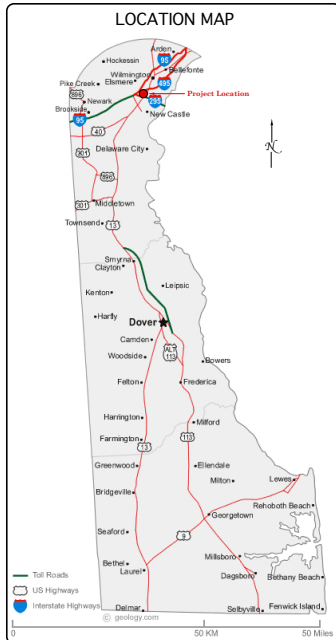 LOCATION MAP
Arden
95
Hockessin
Bellefonte
Wilmington
Elsmere
495
Pike Creek
896
Newark
Project Location
295
Brookside
New Castle
95
40
Delaware City
301
896
301
Middletown
Townsend
13
Smyrna
Clayton
Leipsic
Kenton
Hartly
Dover
Camden
ALT
113
Woodside
Bowers
Felton
Frederica
Harrington
Milford
Farmington
13
113
Greenwood
Ellendale
Lewes
Milton
Bridgeville
Rehoboth Beach
Georgetown
Seaford
9
Millsboro
Bethel
Laurel
Dagsboro
Bethany Beach
Toll Roads
US Highways
Interstate Highways
Delmar
Selbyville
Fenwick Island
© geology.com
0
50 KM
50 Miles
N